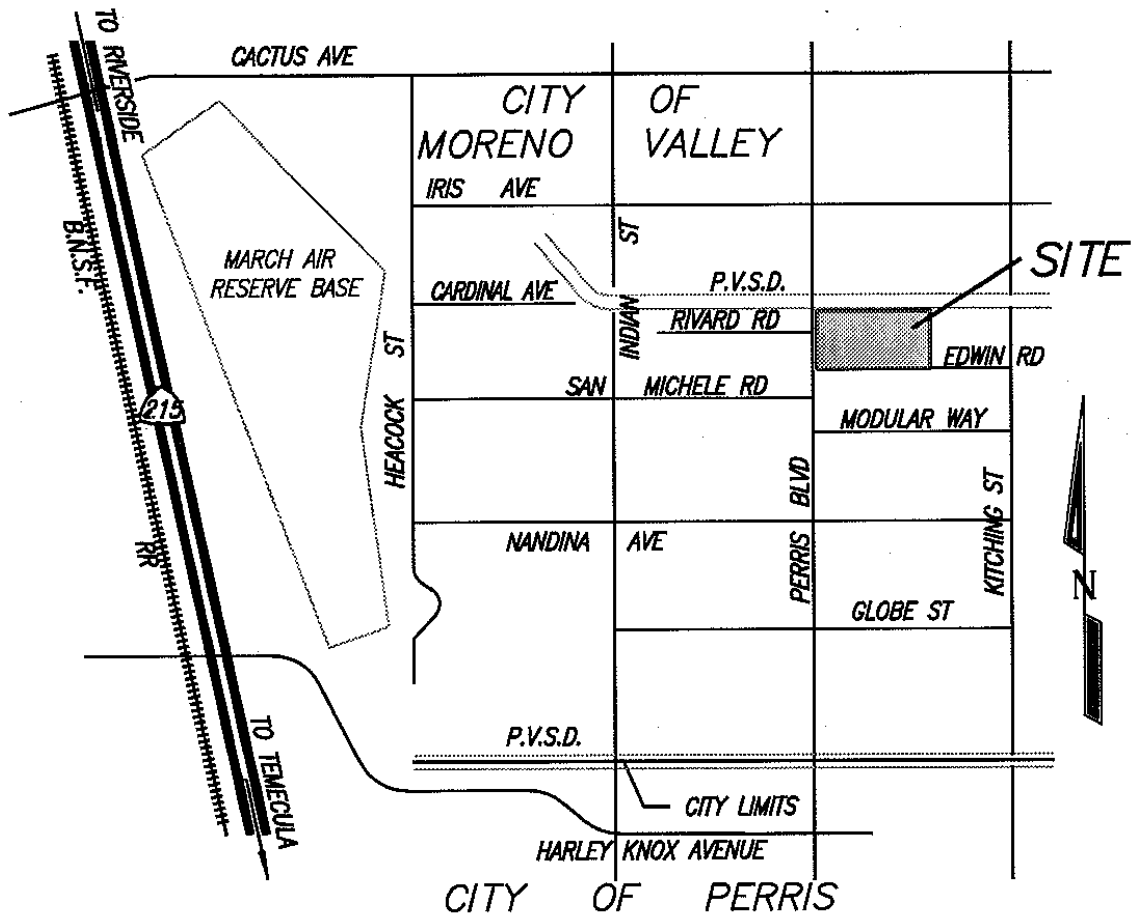 TO RIVERSIDE
CACTUS AVE
CITY OF
MORENO VALLEY
IRIS AVE
B.N.S.F.
MARCH AIR
RESERVE BASE
INDIAN ST
SITE
CARDINAL AVE
P.V.S.D.
RIVARD RD
EDWIN RD
HEACOCK ST
SAN MICHELE RD
215
MODULAR WAY
PERRIS BLVD
KITCHING ST
NANDINA AVE
RR
N
GLOBE ST
TO TEMECULA
P.V.S.D.
CITY LIMITS
HARLEY KNOX AVENUE
CITY OF PERRIS